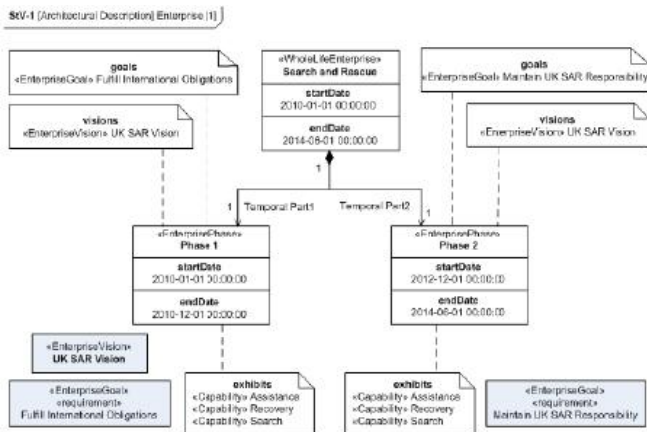 StV-1 [Architectural Description] Enterprise [1]
goals
«EnterpriseGoal» Fulfill International Obligations
visions
«EnterpriseVision» UK SAR Vision
«WholeLifeEnterprise»
Search and Rescue
startDate
2010-01-01 00:00:00
endDate
2014-06-01 00:00:00
goals
«EnterpriseGoal» Maintain UK SAR Responsibility
visions
«EnterpriseVision» UK SAR Vision
1
1 Temporal Part1
Temporal Part2 1
«EnterprisePhase»
Phase 1
startDate
2010-01-01 00:00:00
endDate
2010-12-01 00:00:00
«EnterprisePhase»
Phase 2
startDate
2012-12-01 00:00:00
endDate
2014-06-01 00:00:00
«EnterpriseVision»
UK SAR Vision
«EnterpriseGoal»
«requirement»
Fulfill International Obligations
exhibits
«Capability» Assistance
«Capability» Recovery
«Capability» Search
exhibits
«Capability» Assistance
«Capability» Recovery
«Capability» Search
«EnterpriseGoal»
«requirement»
Maintain UK SAR Responsibility